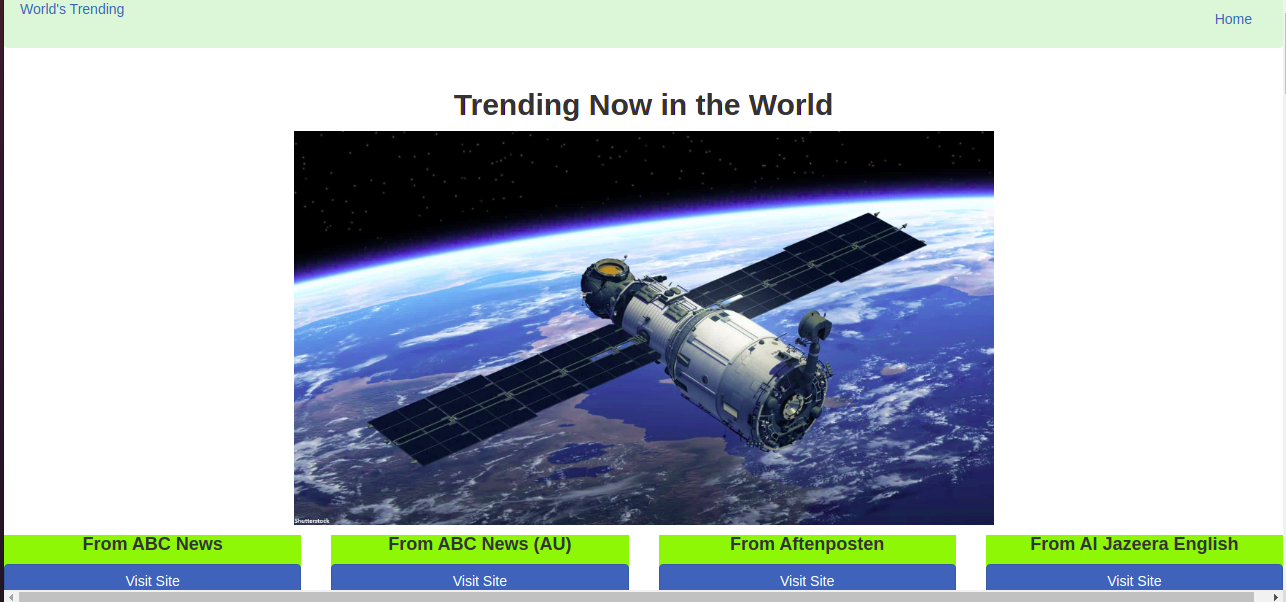 World's Trending
Home
Trending Now in the World
Shutterstock
From ABC News
From ABC News (AU)
From Aftenposten
From Al Jazeera English
Visit Site
Visit Site
Visit Site
Visit Site